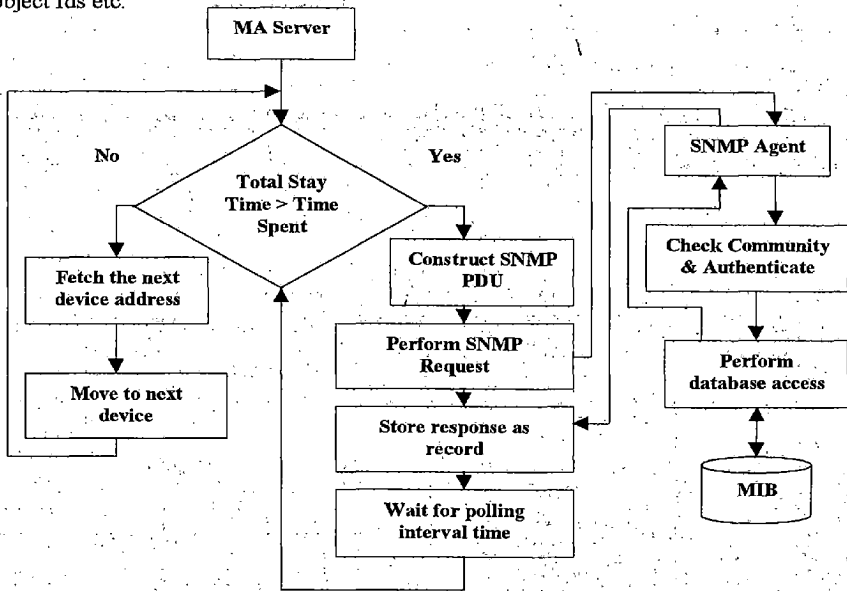 object Ids etc.
MA Server
No
Yes
Total Stay
Time > Time
Spent
SNMP Agent
Fetch the next
device address
Construct SNMP
PDU
Check Community
& Authenticate
Perform SNMP
Request
Perform
database access
Move to next
device
Store response as
record
Wait for polling
interval time
MIB